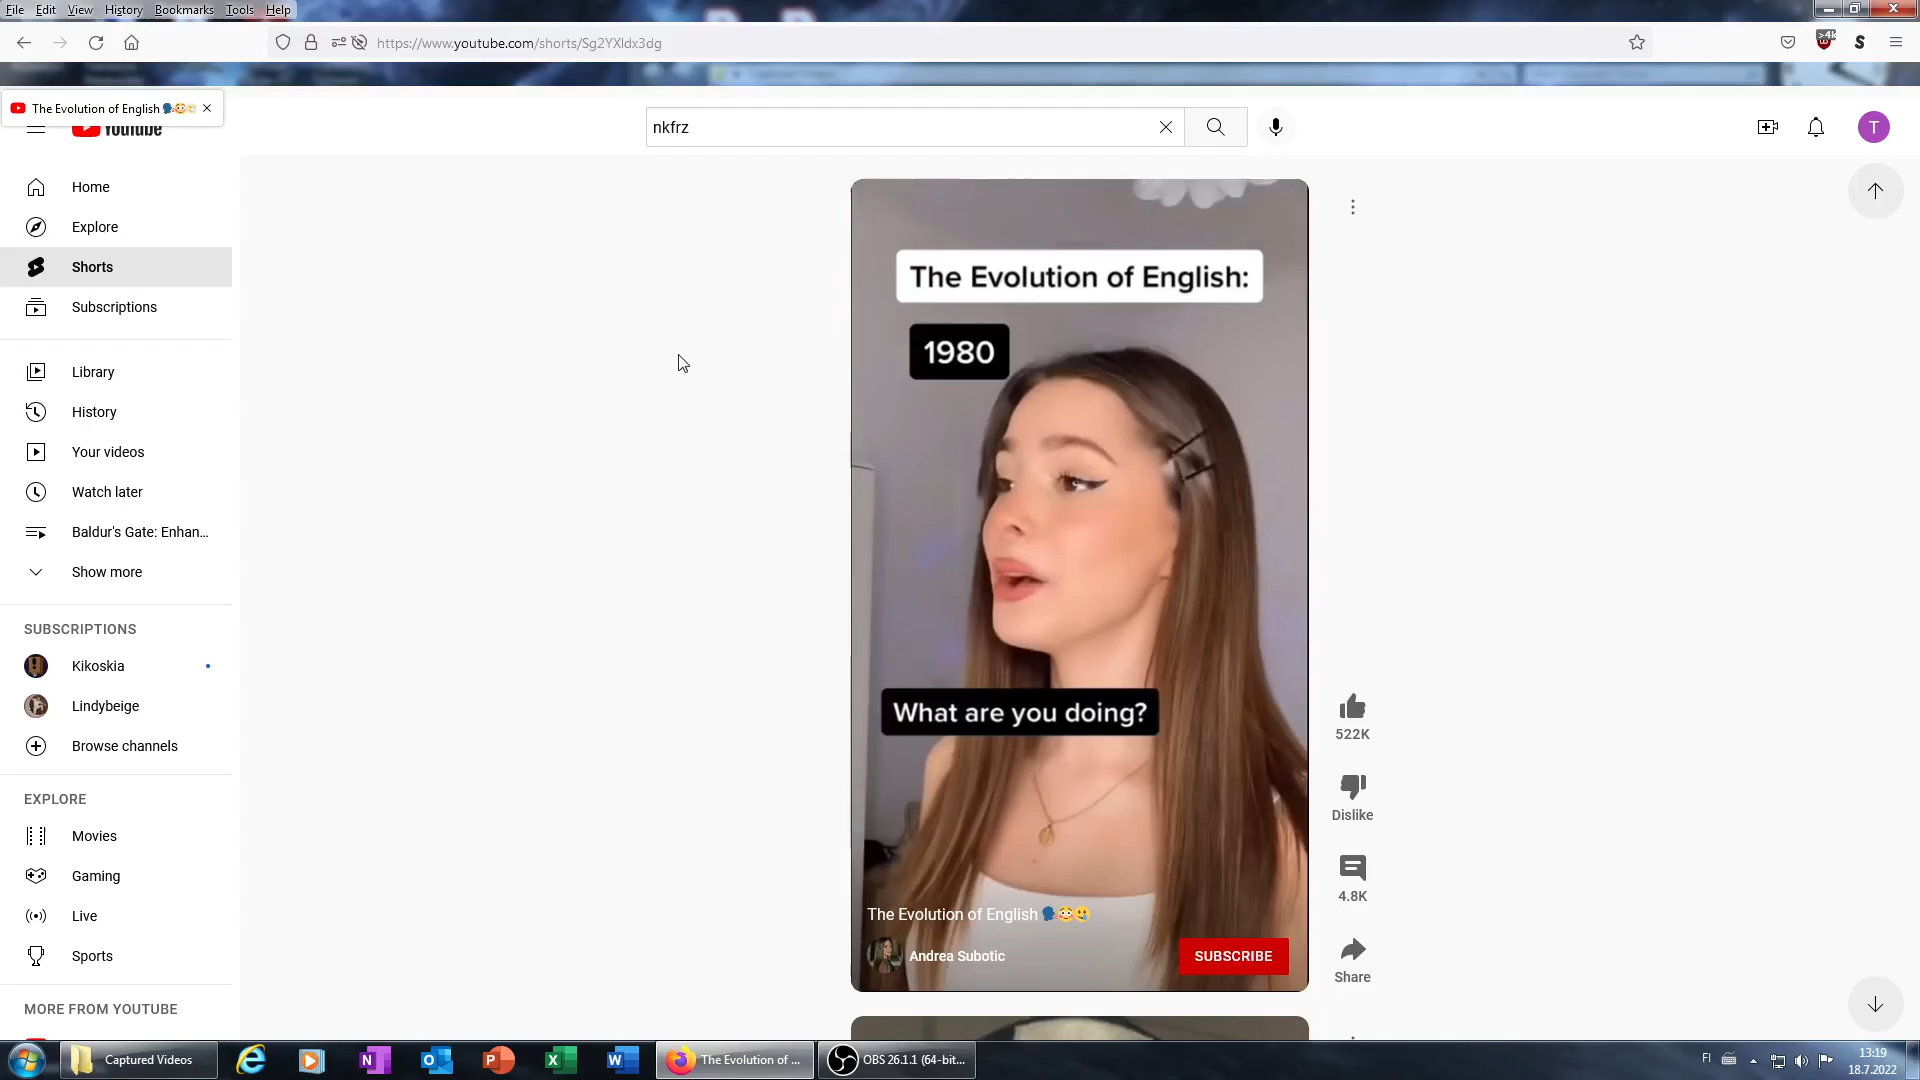 File Edit View History Bookmarks Tools Help
https://www.youtube.com/shorts/Sg2YXldx3dg
The Evolution of English 🗣😳🥲
YouTube
nkfrz
T
Home
Explore
Shorts
Subscriptions
Library
History
Your videos
Watch later
Baldur's Gate: Enhan...
Show more
SUBSCRIPTIONS
Kikoskia
Lindybeige
Browse channels
EXPLORE
Movies
Gaming
Live
Sports
MORE FROM YOUTUBE
The Evolution of English:
1980
What are you doing?
The Evolution of English 🗣😳🥲
Andrea Subotic
SUBSCRIBE
522K
Dislike
4.8K
Share
Captured Videos
The Evolution of ...
OBS 26.1.1 (64-bit...
FI
13:19
18.7.2022